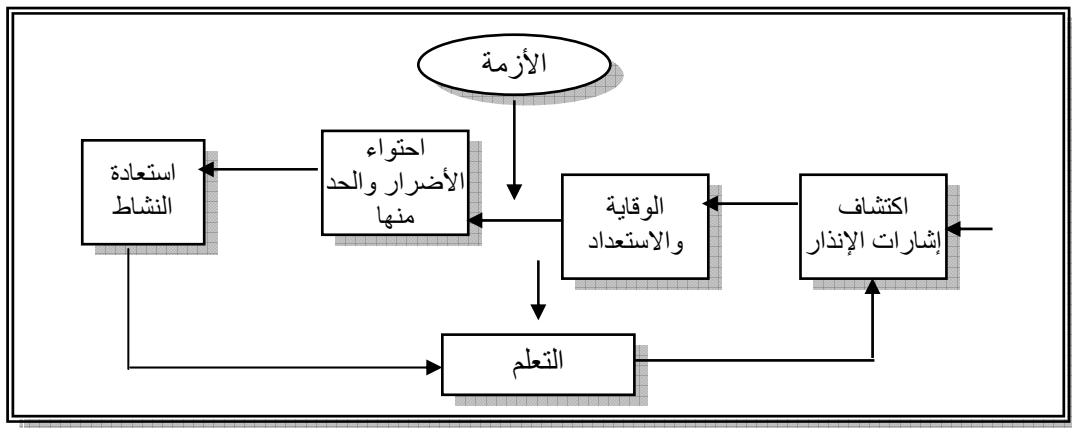 الأزمة
اكتشاف
إشارات الإنذار
الوقاية
والاستعداد
احتواء
الأضرار والحد
منها
استعادة
النشاط
التعلم